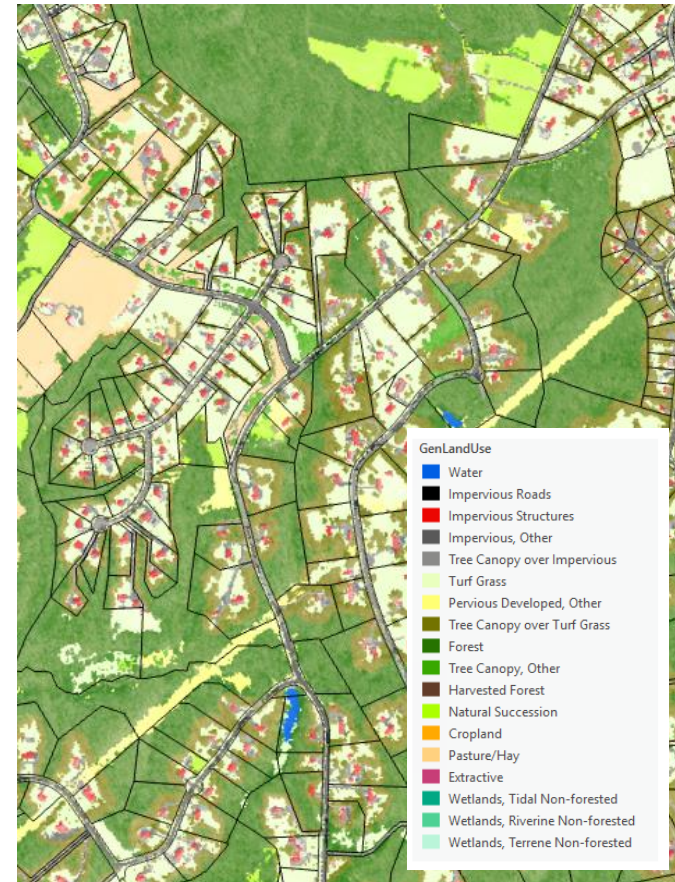 GenLandUse
Water
Impervious Roads
Impervious Structures
Impervious, Other
Tree Canopy over Impervious
Turf Grass
Pervious Developed, Other
Tree Canopy over Turf Grass
Forest
Tree Canopy, Other
Harvested Forest
Natural Succession
Cropland
Pasture/Hay
Extractive
Wetlands, Tidal Non-forested
Wetlands, Riverine Non-forested
Wetlands, Terrene Non-forested